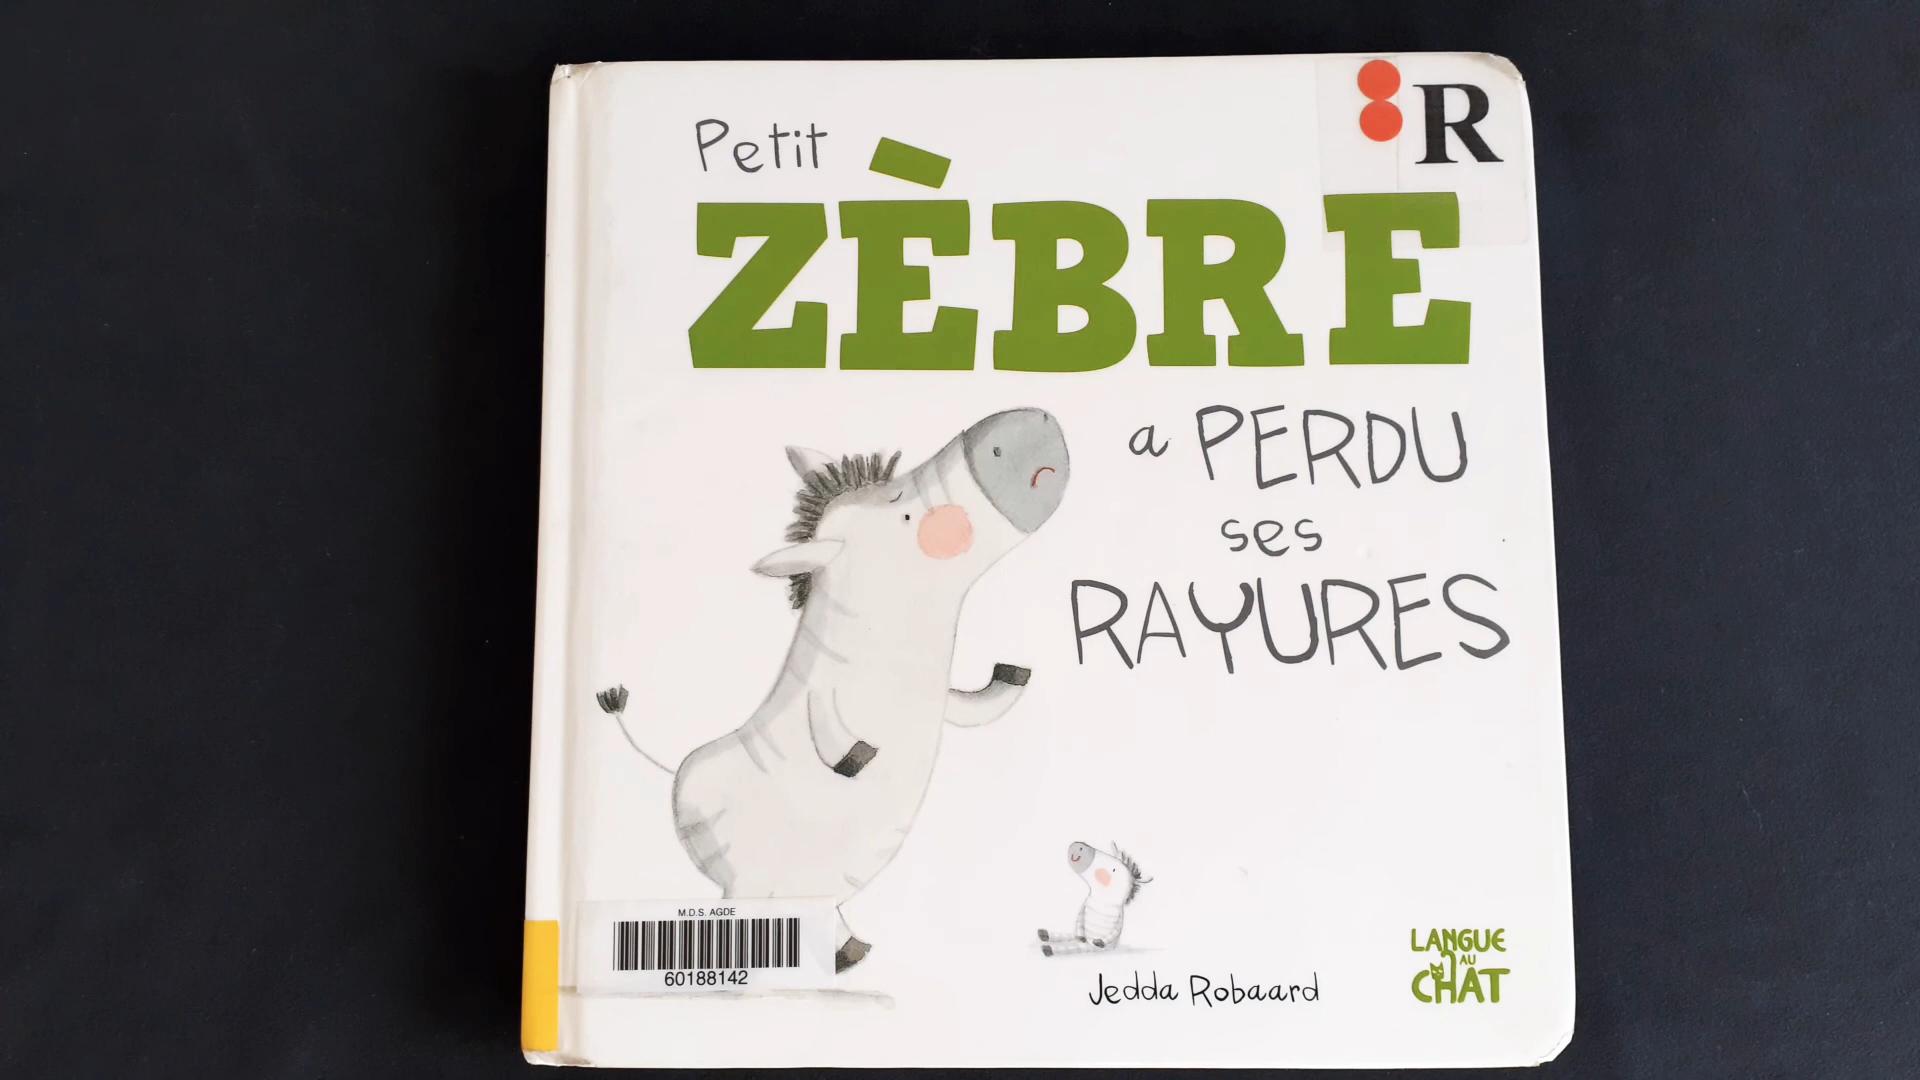 R
Petit
ZÈBRE
a PERDU
ses
RAYURES
M.D.S. AGDE
60188142
Jedda Robaard
LANGUE
AU
CHAT